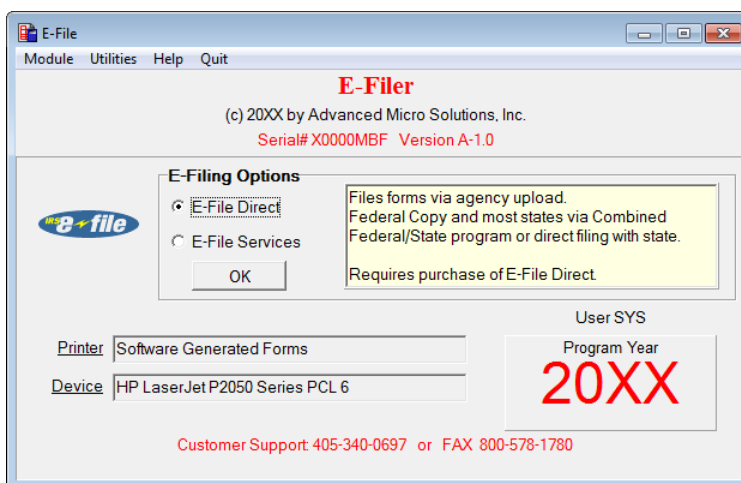 E-File
Module Utilities Help Quit
E-Filer
(c) 20XX by Advanced Micro Solutions, Inc.
Serial# X0000MBF Version A-1.0
E-Filing Options
IRS e-file
E-File Direct
E-File Services
OK
Files forms via agency upload.
Federal Copy and most states via Combined
Federal/State program or direct filing with state.
Requires purchase of E-File Direct.
User SYS
Printer Software Generated Forms
Device HP LaserJet P2050 Series PCL 6
Program Year
20XX
Customer Support: 405-340-0697 or FAX 800-578-1780